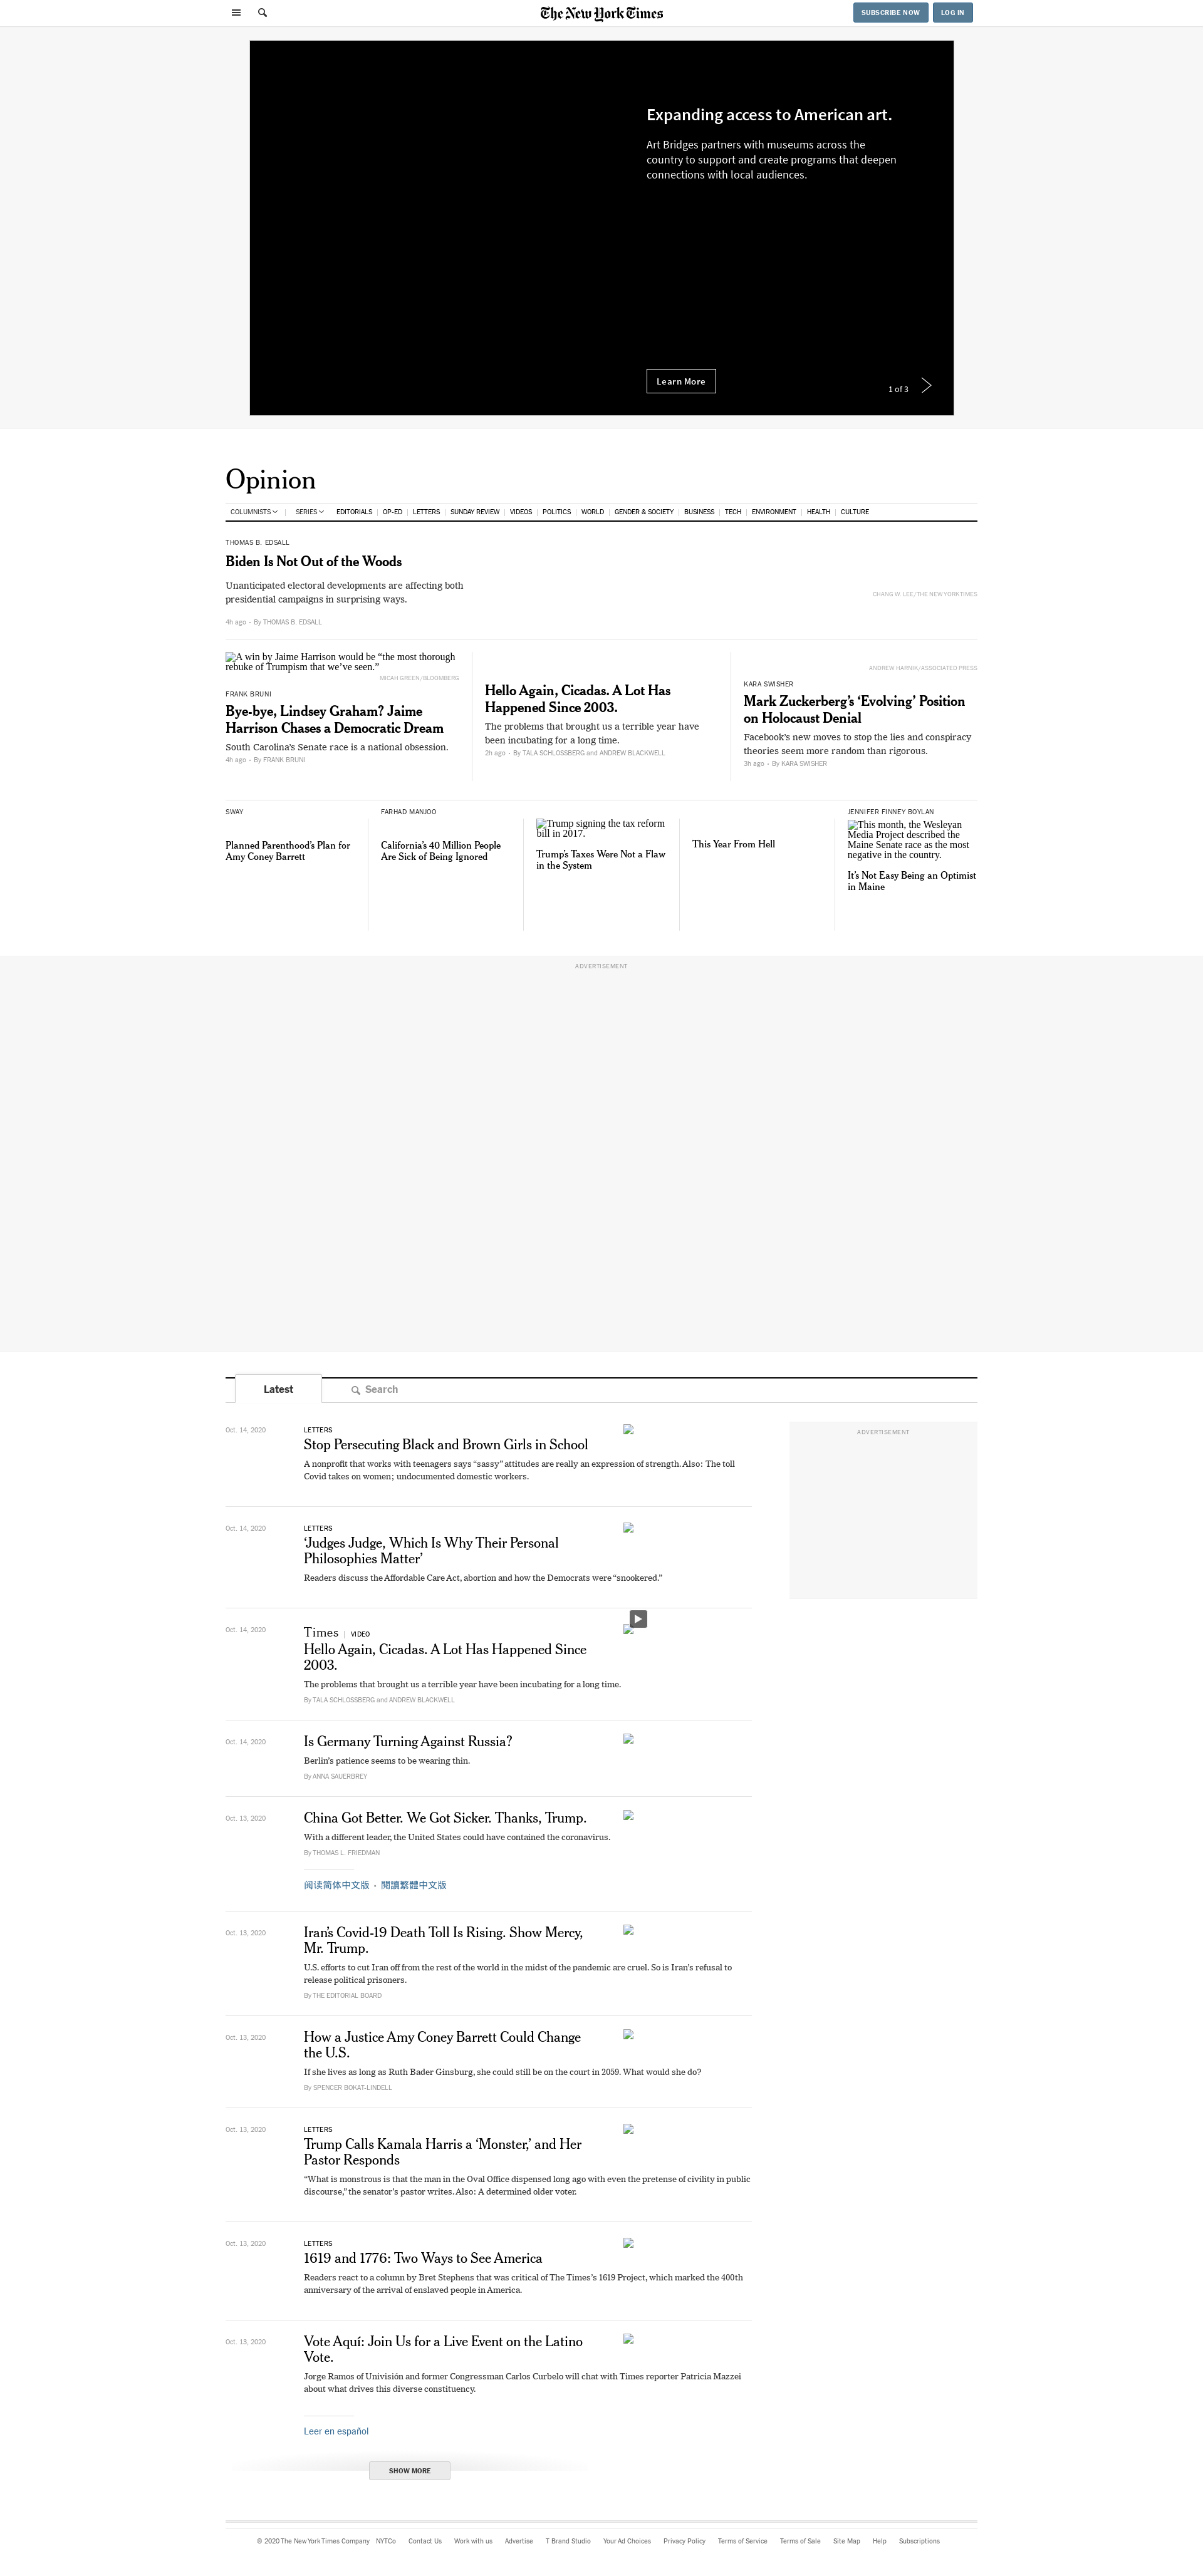 The New York Times
SUBSCRIBE NOW
LOG IN
Expanding access to American art.
Art Bridges partners with museums across the
country to support and create programs that deepen
connections with local audiences.
Learn More
1 of 3
Opinion
COLUMNISTS
SERIES
EDITORIALS
OP-ED
LETTERS
SUNDAY REVIEW
VIDEOS
POLITICS
WORLD
GENDER & SOCIETY
BUSINESS
TECH
ENVIRONMENT
HEALTH
CULTURE
THOMAS B. EDSALL
Biden Is Not Out of the Woods
Unanticipated electoral developments are affecting both
presidential campaigns in surprising ways.
4h ago • By THOMAS B. EDSALL
CHANG W. LEE/THE NEW YORK TIMES
A win by Jaime Harrison would be “the most thorough
rebuke of Trumpism that we’ve seen.”
MICAH GREEN/BLOOMBERG
FRANK BRUNI
Bye-bye, Lindsey Graham? Jaime
Harrison Chases a Democratic Dream
South Carolina’s Senate race is a national obsession.
4h ago • By FRANK BRUNI
Hello Again, Cicadas. A Lot Has
Happened Since 2003.
The problems that brought us a terrible year have
been incubating for a long time.
2h ago • By TALA SCHLOSSBERG and ANDREW BLACKWELL
ANDREW HARNIK/ASSOCIATED PRESS
KARA SWISHER
Mark Zuckerberg’s ‘Evolving’ Position
on Holocaust Denial
Facebook’s new moves to stop the lies and conspiracy
theories seem more random than rigorous.
3h ago • By KARA SWISHER
SWAY
Planned Parenthood’s Plan for
Amy Coney Barrett
FARHAD MANJOO
California’s 40 Million People
Are Sick of Being Ignored
Trump signing the tax reform
bill in 2017.
Trump’s Taxes Were Not a Flaw
in the System
This Year From Hell
JENNIFER FINNEY BOYLAN
This month, the Wesleyan
Media Project described the
Maine Senate race as the most
negative in the country.
It’s Not Easy Being an Optimist
in Maine
ADVERTISEMENT
Latest
Search
ADVERTISEMENT
Oct. 14, 2020
LETTERS
Stop Persecuting Black and Brown Girls in School
A nonprofit that works with teenagers says “sassy” attitudes are really an expression of strength. Also: The toll
Covid takes on women; undocumented domestic workers.
Oct. 14, 2020
LETTERS
‘Judges Judge, Which Is Why Their Personal
Philosophies Matter’
Readers discuss the Affordable Care Act, abortion and how the Democrats were “snookered.”
Oct. 14, 2020
Times | VIDEO
Hello Again, Cicadas. A Lot Has Happened Since
2003.
The problems that brought us a terrible year have been incubating for a long time.
By TALA SCHLOSSBERG and ANDREW BLACKWELL
Oct. 14, 2020
Is Germany Turning Against Russia?
Berlin’s patience seems to be wearing thin.
By ANNA SAUERBREY
Oct. 13, 2020
China Got Better. We Got Sicker. Thanks, Trump.
With a different leader, the United States could have contained the coronavirus.
By THOMAS L. FRIEDMAN
阅读简体中文版 • 閱讀繁體中文版
Oct. 13, 2020
Iran’s Covid-19 Death Toll Is Rising. Show Mercy,
Mr. Trump.
U.S. efforts to cut Iran off from the rest of the world in the midst of the pandemic are cruel. So is Iran’s refusal to
release political prisoners.
By THE EDITORIAL BOARD
Oct. 13, 2020
How a Justice Amy Coney Barrett Could Change
the U.S.
If she lives as long as Ruth Bader Ginsburg, she could still be on the court in 2059. What would she do?
By SPENCER BOKAT-LINDELL
Oct. 13, 2020
LETTERS
Trump Calls Kamala Harris a ‘Monster,’ and Her
Pastor Responds
“What is monstrous is that the man in the Oval Office dispensed long ago with even the pretense of civility in public
discourse,” the senator’s pastor writes. Also: A determined older voter.
Oct. 13, 2020
LETTERS
1619 and 1776: Two Ways to See America
Readers react to a column by Bret Stephens that was critical of The Times’s 1619 Project, which marked the 400th
anniversary of the arrival of enslaved people in America.
Oct. 13, 2020
Vote Aquí: Join Us for a Live Event on the Latino
Vote.
Jorge Ramos of Univisión and former Congressman Carlos Curbelo will chat with Times reporter Patricia Mazzei
about what drives this diverse constituency.
Leer en español
SHOW MORE
© 2020 The New York Times Company
NYTCo
Contact Us
Work with us
Advertise
T Brand Studio
Your Ad Choices
Privacy Policy
Terms of Service
Terms of Sale
Site Map
Help
Subscriptions